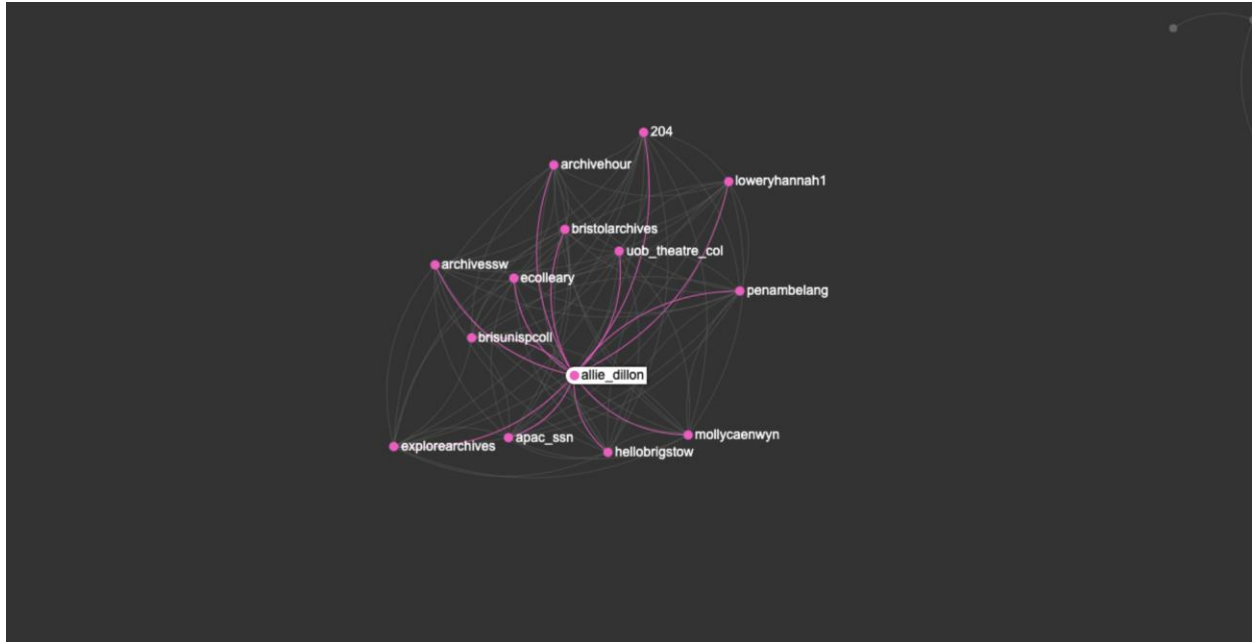 204
archivehour
loweryhannah1
bristolarchives
uob_theatre_col
archivessw
ecolleary
penambelang
brisunispcoll
allie_dillon
mollycaenwyn
apac_ssn
explorearchives
hellobrigstow